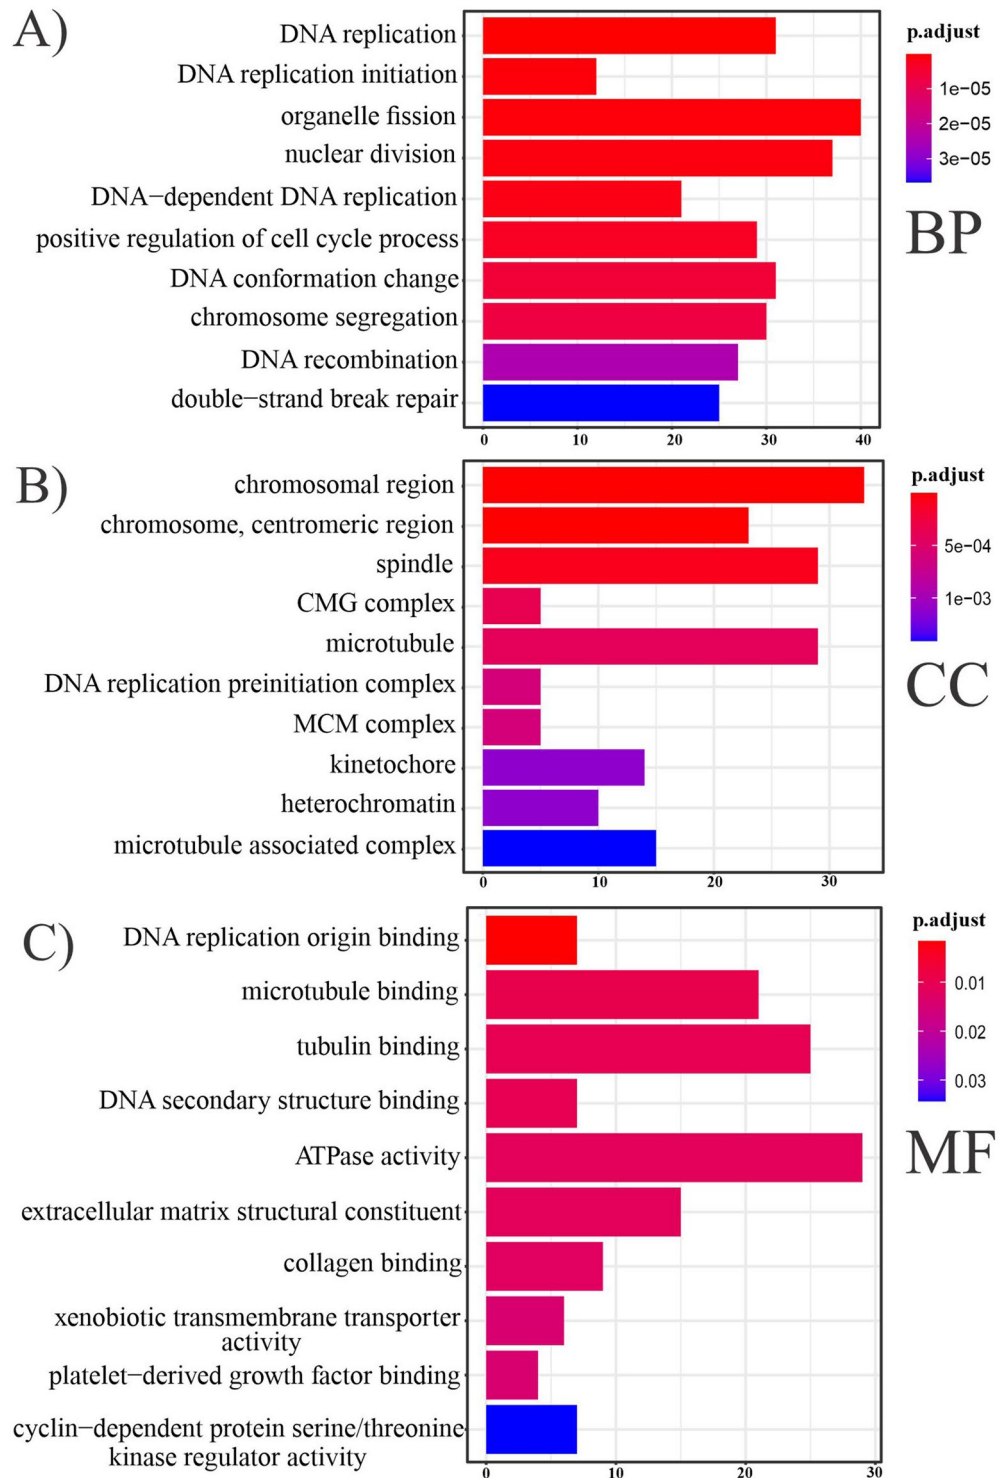 A)
DNA replication
DNA replication initiation
organelle fission
nuclear division
DNA−dependent DNA replication
positive regulation of cell cycle process
DNA conformation change
chromosome segregation
DNA recombination
double−strand break repair
0 10 20 30 40
p.adjust
1e−05
2e−05
3e−05
BP
B)
chromosomal region
chromosome, centromeric region
spindle
CMG complex
microtubule
DNA replication preinitiation complex
MCM complex
kinetochore
heterochromatin
microtubule associated complex
0 10 20 30
p.adjust
5e−04
1e−03
CC
C)
DNA replication origin binding
microtubule binding
tubulin binding
DNA secondary structure binding
ATPase activity
extracellular matrix structural constituent
collagen binding
xenobiotic transmembrane transporter
activity
platelet−derived growth factor binding
cyclin−dependent protein serine/threonine
kinase regulator activity
0 10 20 30
p.adjust
0.01
0.02
0.03
MF